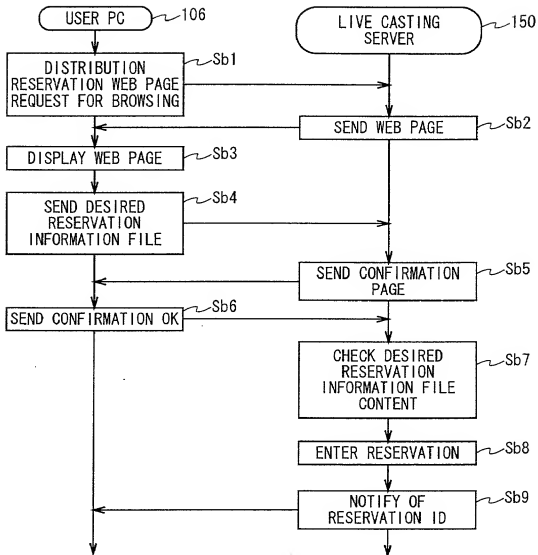 USER PC
106
LIVE CASTING
SERVER
150
DISTRIBUTION
RESERVATION WEB PAGE
REQUEST FOR BROWSING
Sb1
SEND WEB PAGE
Sb2
DISPLAY WEB PAGE
Sb3
SEND DESIRED
RESERVATION
INFORMATION FILE
Sb4
SEND CONFIRMATION
PAGE
Sb5
SEND CONFIRMATION OK
Sb6
CHECK DESIRED
RESERVATION
INFORMATION FILE
CONTENT
Sb7
ENTER RESERVATION
Sb8
NOTIFY OF
RESERVATION ID
Sb9